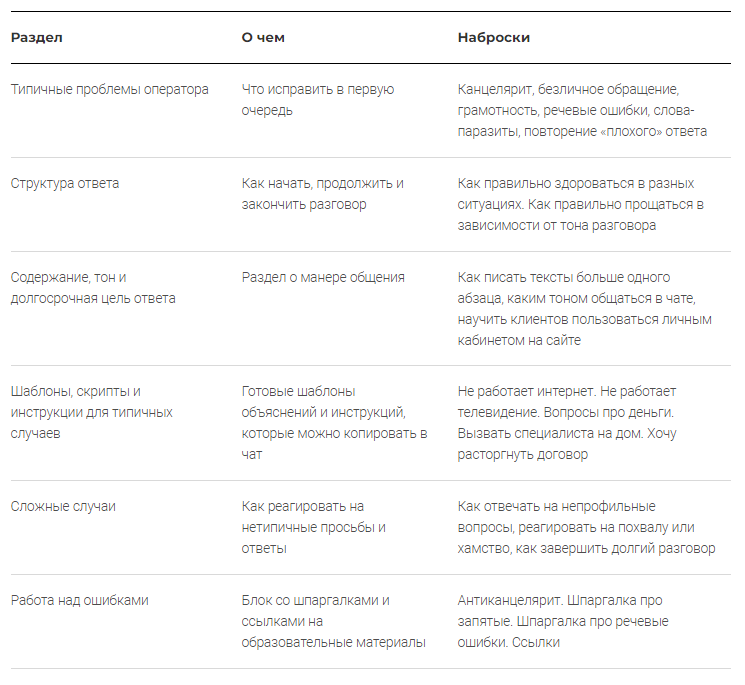 Раздел
О чем
Наброски
Типичные проблемы оператора
Что исправить в первую
очередь
Канцелярит, безличное обращение,
грамотность, речевые ошибки, слова-
паразиты, повторение «плохого» ответа
Структура ответа
Как начать, продолжить и
закончить разговор
Как правильно здороваться в разных
ситуациях. Как правильно прощаться в
зависимости от тона разговора
Содержание, тон и
долгосрочная цель ответа
Раздел о манере общения
Как писать тексты больше одного
абзаца, каким тоном общаться в чате,
научить клиентов пользоваться личным
кабинетом на сайте
Шаблоны, скрипты и
инструкции для типичных
случаев
Готовые шаблоны
объяснений и инструкций,
которые можно копировать в
чат
Не работает интернет. Не работает
телевидение. Вопросы про деньги.
Вызвать специалиста на дом. Хочу
расторгнуть договор
Сложные случаи
Как реагировать на
нетипичные просьбы и
ответы
Как отвечать на непрофильные
вопросы, реагировать на похвалу или
хамство, как завершить долгий разговор
Работа над ошибками
Блок со шпаргалками и
ссылками на
образовательные материалы
Антиканцелярит. Шпаргалка про
запятые. Шпаргалка про речевые
ошибки. Ссылки